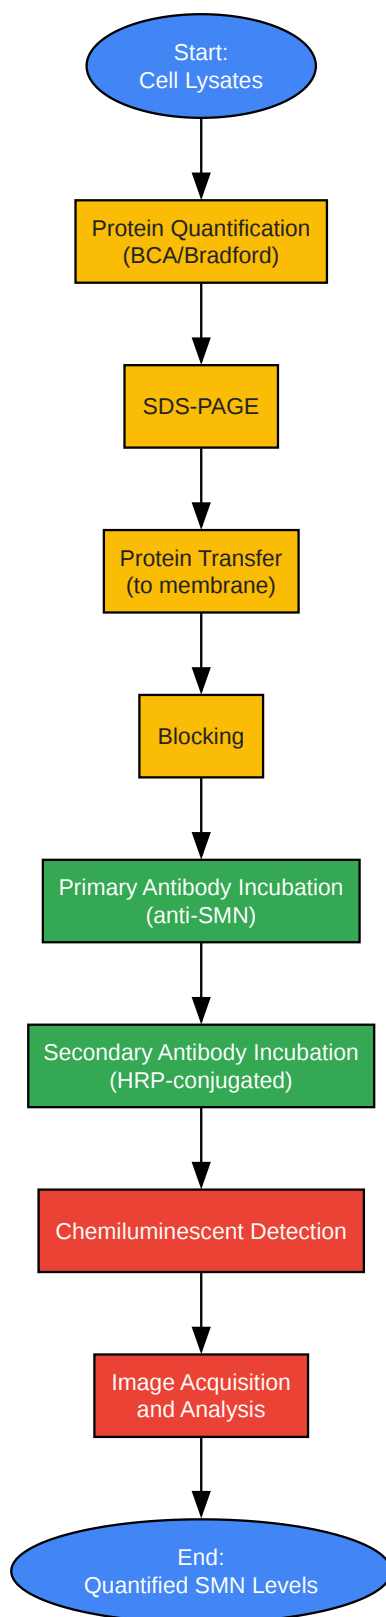 Start:
Cell Lysates
Protein Quantification
(BCA/Bradford)
SDS-PAGE
Protein Transfer
(to membrane)
Blocking
Primary Antibody Incubation
(anti-SMN)
Secondary Antibody Incubation
(HRP-conjugated)
Chemiluminescent Detection
Image Acquisition
and Analysis
End:
Quantified SMN Levels